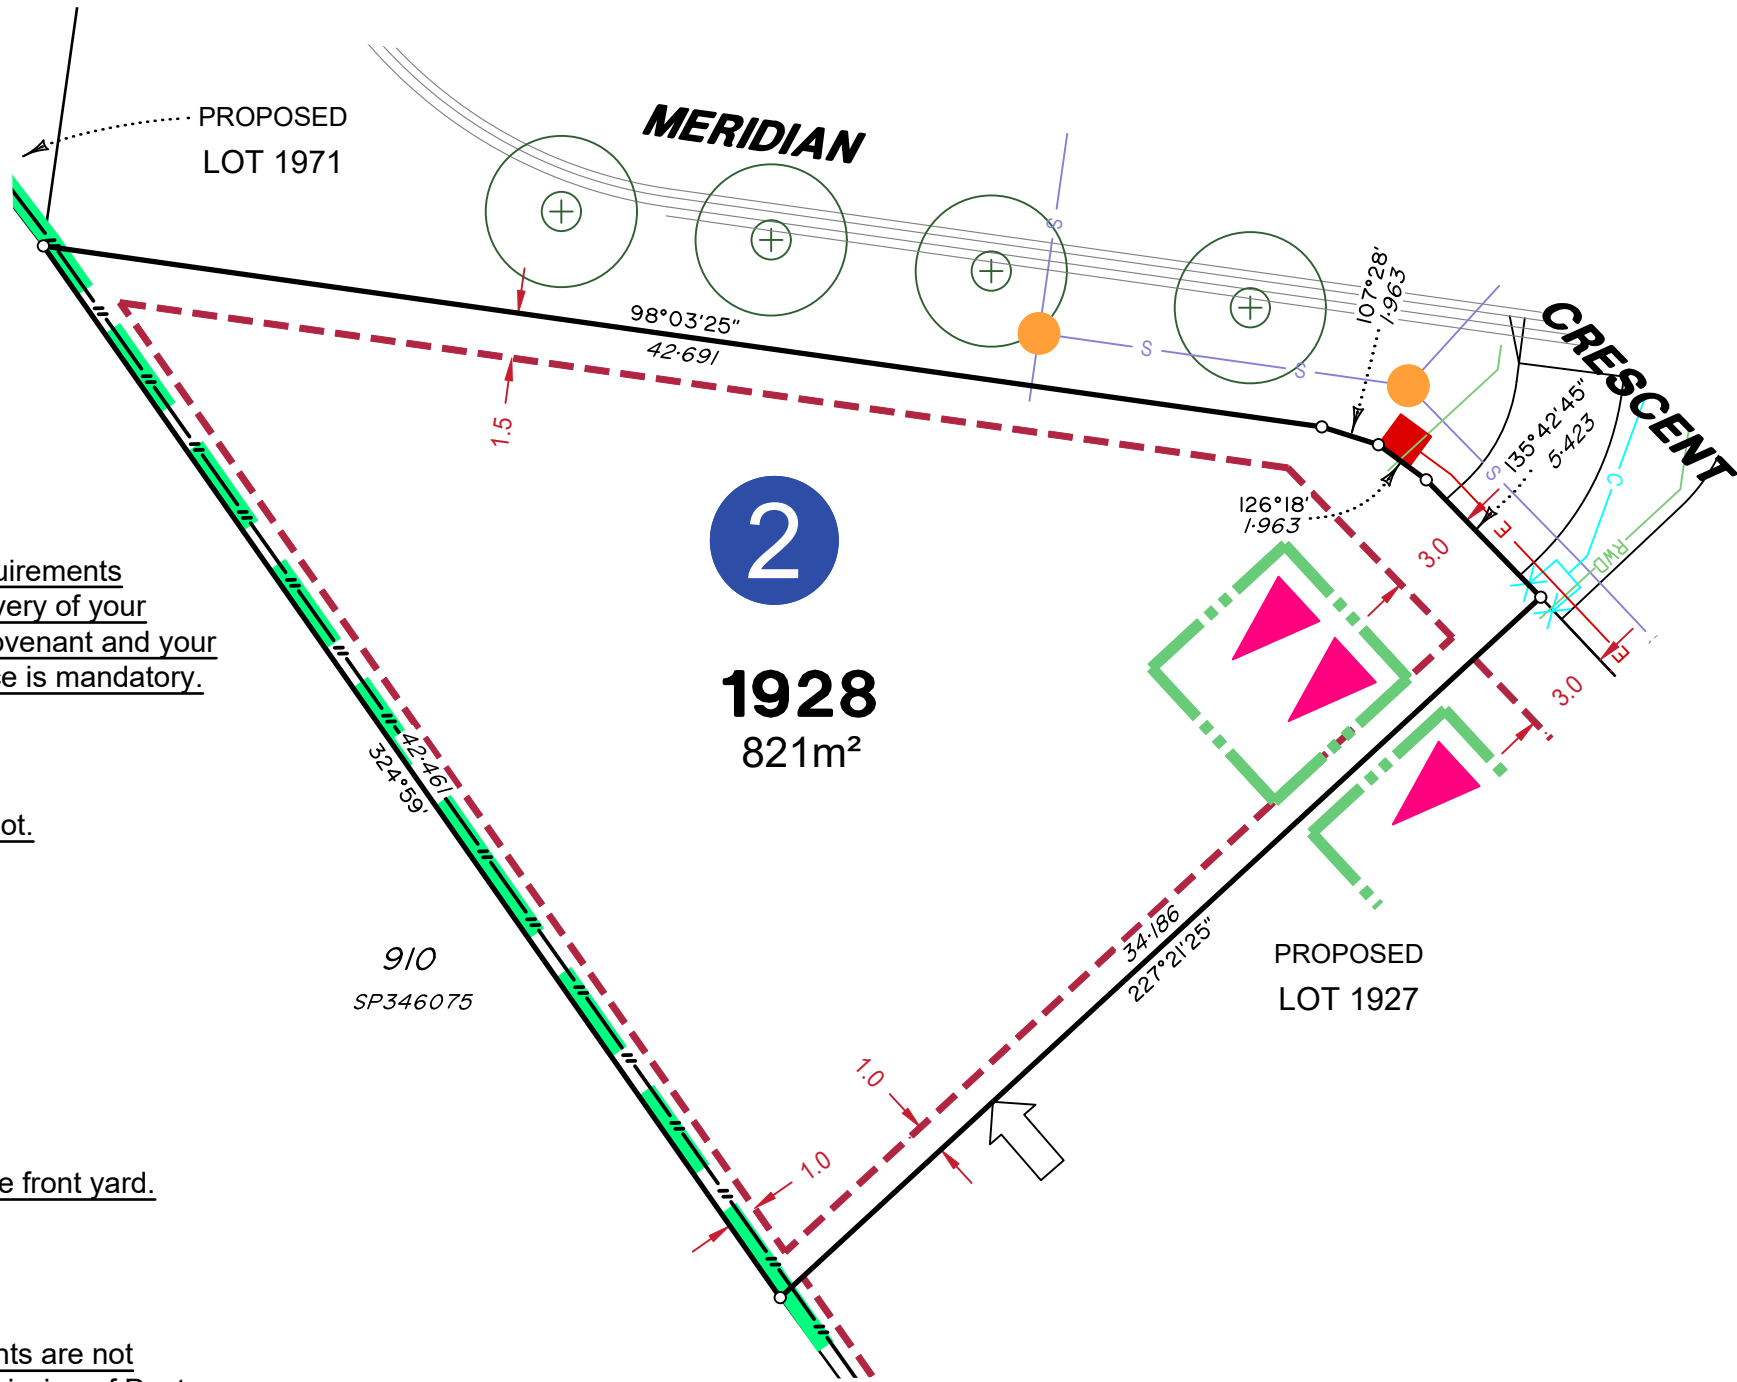 PROPOSED
LOT 1971
MERIDIAN
CRESCENT
98°03'25"
42·691
107°28'
1·963
135°42'45"
5·423
126°18'
1·963
S
S
S
S
E
E
C
RWD
1.5
3.0
3.0
2
1928
821m²
uirements
very of your
ovenant and your
ce is mandatory.
42·461
324°59'
ot.
910
SP346075
34·186
227°21'25"
PROPOSED
LOT 1927
1.0
1.0
e front yard.
nts are not